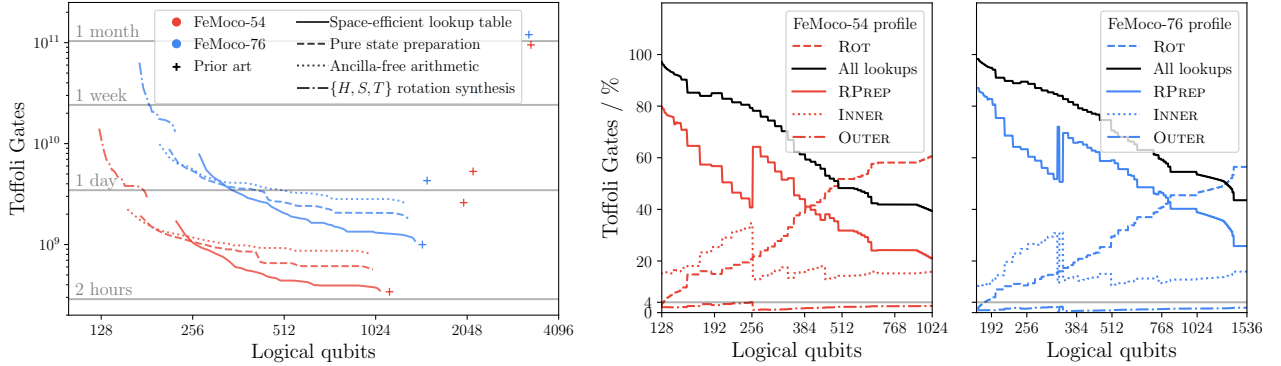 FeMoco-54
FeMoco-76
Prior art
Space-efficient lookup table
Pure state preparation
Ancilla-free arithmetic
{H, S, T} rotation synthesis
1 month
1 week
1 day
2 hours
10^11
10^10
10^9
Toffoli Gates
128 256 512 1024 2048 4096
Logical qubits
FeMoco-54 profile
ROT
All lookups
RPREP
INNER
OUTER
100
80
60
40
20
4
0
Toffoli Gates / %
128 192 256 384 512 768 1024
Logical qubits
FeMoco-76 profile
ROT
All lookups
RPREP
INNER
OUTER
192 256 384 512 768 1024 1536
Logical qubits